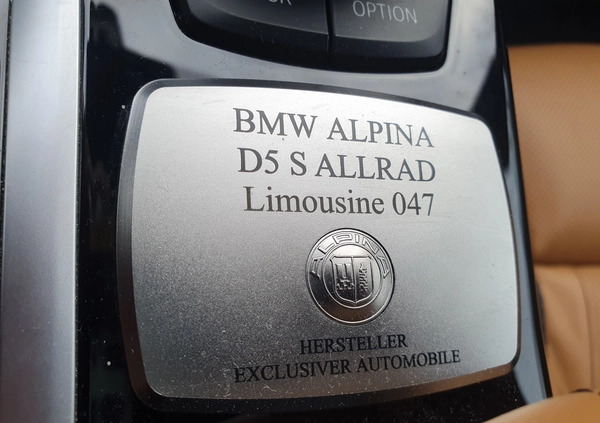 OPTION
BMW ALPINA
D5 S ALLRAD
Limousine 047
ALPINA
HERSTELLER
EXCLUSIVER AUTOMOBILE